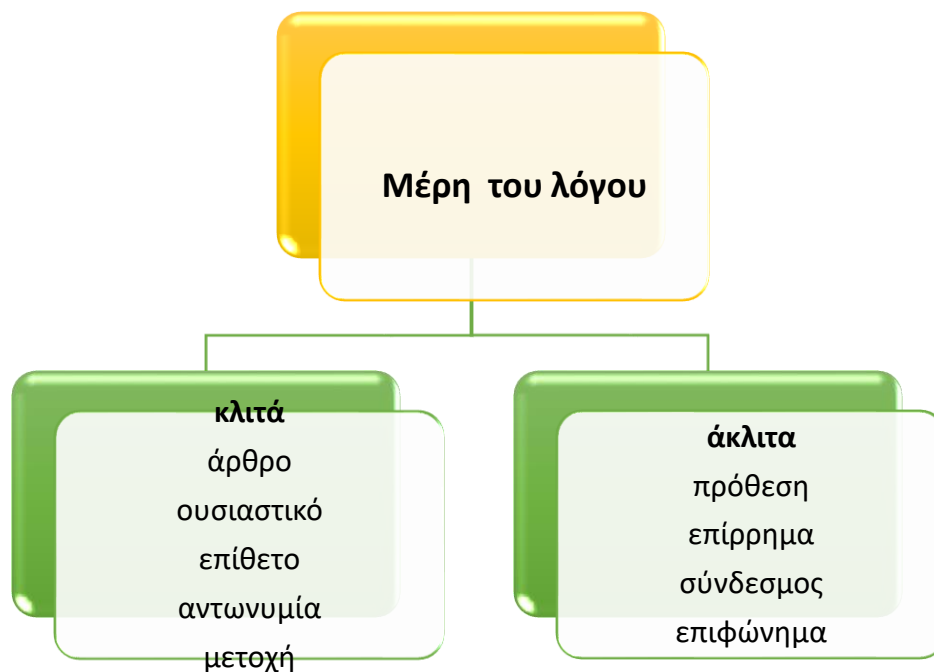 Μέρη του λόγου
κλιτά
άρθρο
ουσιαστικό
επίθετο
αντωνυμία
μετοχή
άκλιτα
πρόθεση
επίρρημα
σύνδεσμος
επιφώνημα